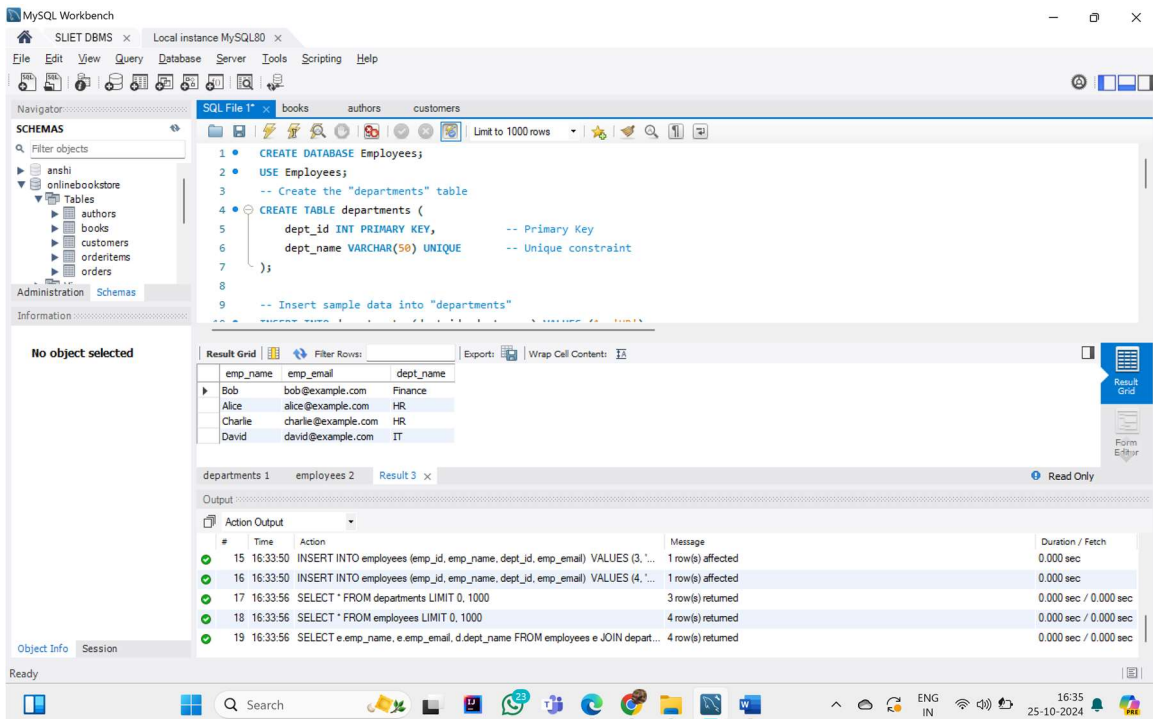 MySQL Workbench
SLIET DBMS × Local instance MySQL80 ×
File Edit View Query Database Server Tools Scripting Help
Navigator
SCHEMAS
Filter objects
anshi
onlinebookstore
Tables
authors
books
customers
orderitems
orders
Administration Schemas
Information
No object selected
Object Info Session
SQL File 1* × books authors customers
Limit to 1000 rows
1 CREATE DATABASE Employees;
2 USE Employees;
3 -- Create the "departments" table
4 CREATE TABLE departments (
5 dept_id INT PRIMARY KEY, -- Primary Key
6 dept_name VARCHAR(50) UNIQUE -- Unique constraint
7 );
8
9 -- Insert sample data into "departments"
Result Grid Filter Rows: Export: Wrap Cell Content:
emp_name emp_email dept_name
Bob bob@example.com Finance
Alice alice@example.com HR
Charlie charlie@example.com HR
David david@example.com IT
Result Grid
Form Editor
departments 1 employees 2 Result 3 × Read Only
Output
Action Output
# Time Action Message Duration / Fetch
15 16:33:50 INSERT INTO employees (emp_id, emp_name, dept_id, emp_email) VALUES (3, '... 1 row(s) affected 0.000 sec
16 16:33:50 INSERT INTO employees (emp_id, emp_name, dept_id, emp_email) VALUES (4, '... 1 row(s) affected 0.000 sec
17 16:33:56 SELECT * FROM departments LIMIT 0, 1000 3 row(s) returned 0.000 sec / 0.000 sec
18 16:33:56 SELECT * FROM employees LIMIT 0, 1000 4 row(s) returned 0.000 sec / 0.000 sec
19 16:33:56 SELECT e.emp_name, e.emp_email, d.dept_name FROM employees e JOIN depart... 4 row(s) returned 0.000 sec / 0.000 sec
Ready
Search
23
ENG
IN
16:35
25-10-2024
PRE